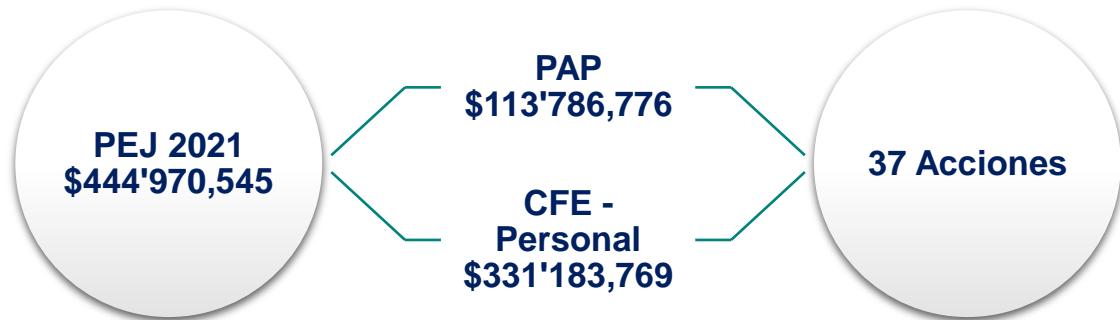 PEJ 2021
$444'970,545
PAP
$113'786,776
CFE -
Personal
$331'183,769
37 Acciones